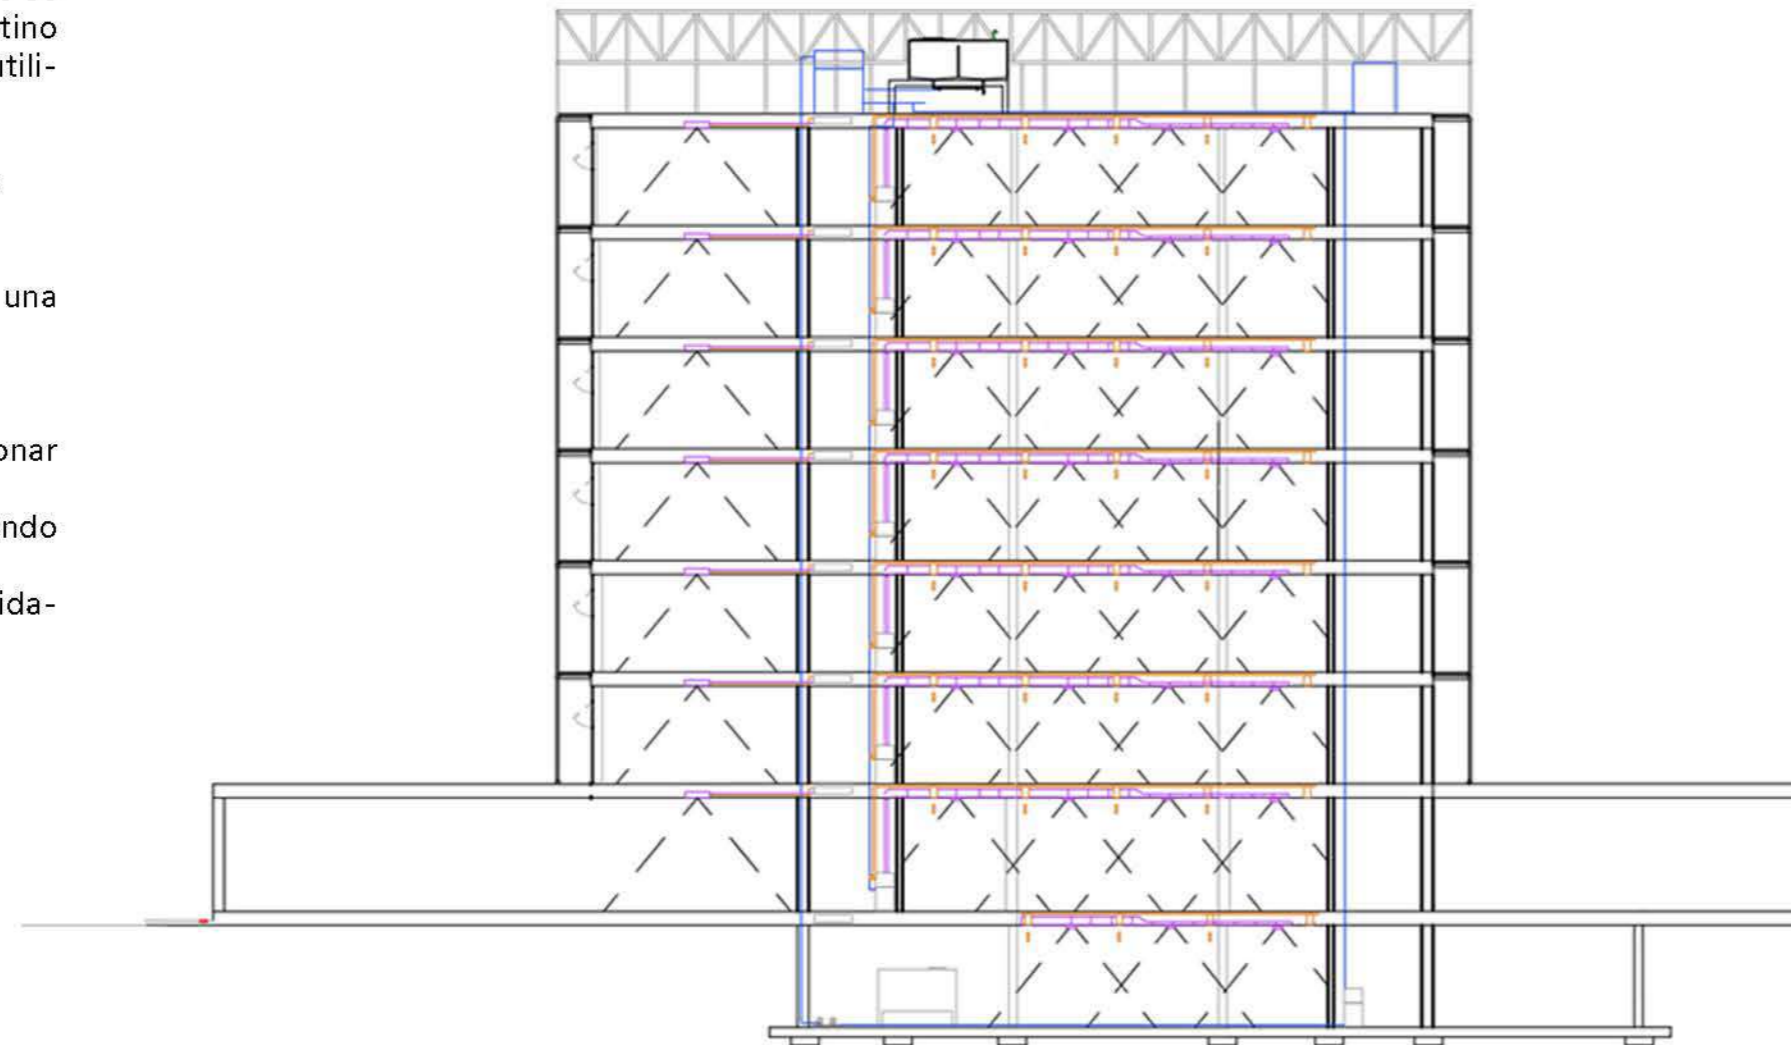 tino
utili-
una
onar
ndo
ida-